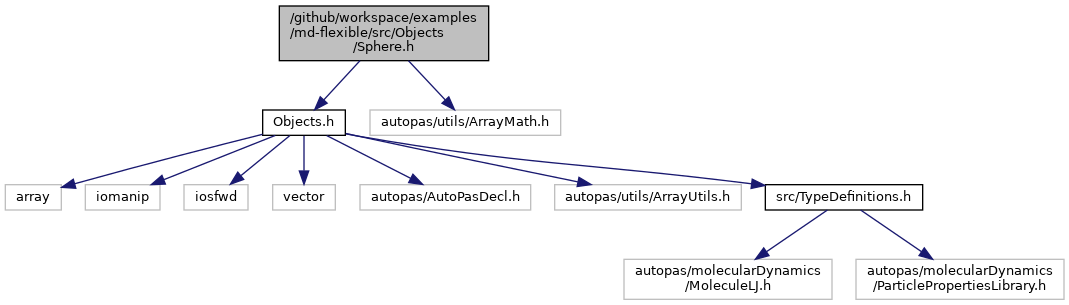 /github/workspace/examples
/md-flexible/src/Objects
/Sphere.h
Objects.h
autopas/utils/ArrayMath.h
array
iomanip
iosfwd
vector
autopas/AutoPasDecl.h
autopas/utils/ArrayUtils.h
src/TypeDefinitions.h
autopas/molecularDynamics
/MoleculeLJ.h
autopas/molecularDynamics
/ParticlePropertiesLibrary.h